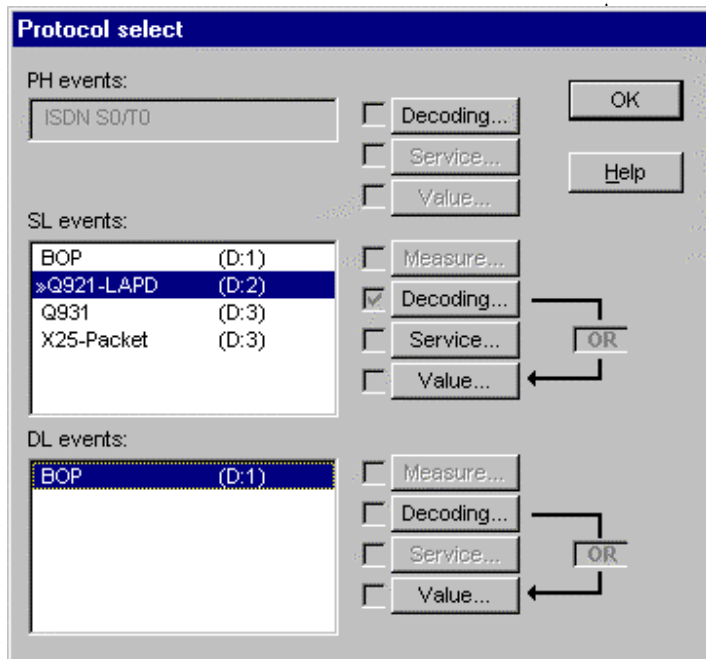 Protocol select
PH events:
ISDN S0/T0
Decoding...
Service...
Value...
OK
Help
SL events:
BOP (D:1)
»Q921-LAPD (D:2)
Q931 (D:3)
X25-Packet (D:3)
Measure...
Decoding...
Service...
Value...
OR
DL events:
BOP (D:1)
Measure...
Decoding...
Service...
Value...
OR